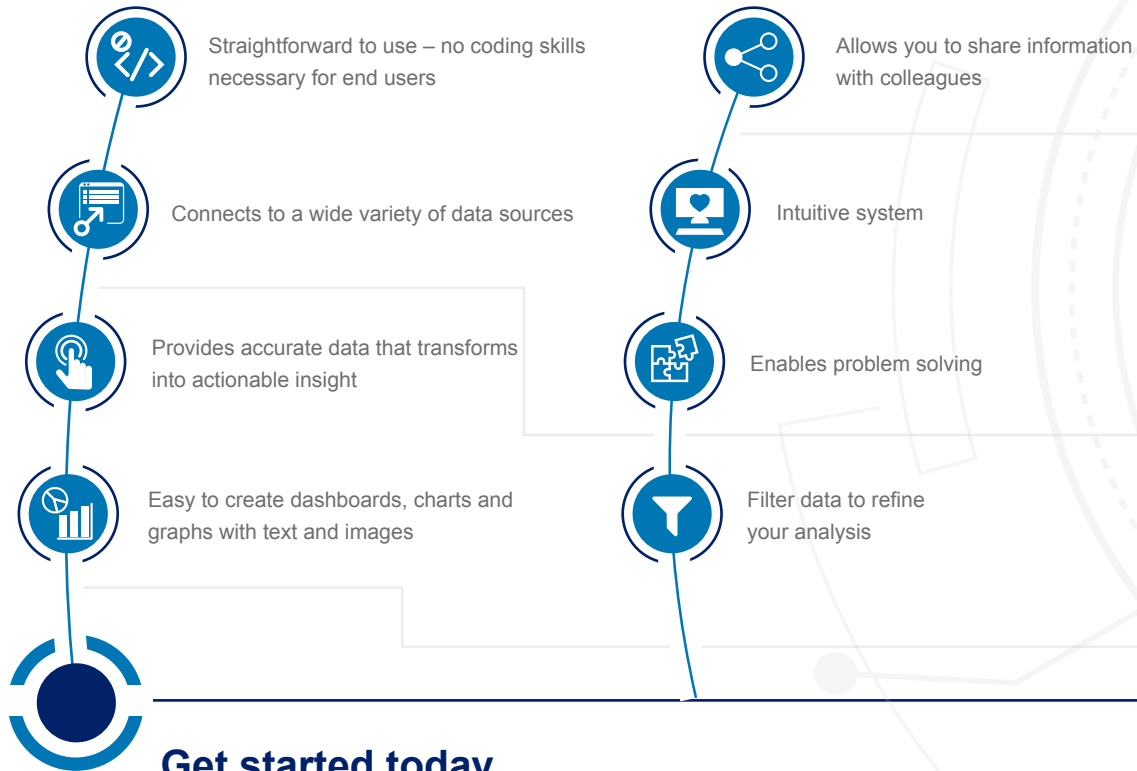 Straightforward to use – no coding skills
necessary for end users
Connects to a wide variety of data sources
Provides accurate data that transforms
into actionable insight
Easy to create dashboards, charts and
graphs with text and images
Allows you to share information
with colleagues
Intuitive system
Enables problem solving
Filter data to refine
your analysis
Get started today